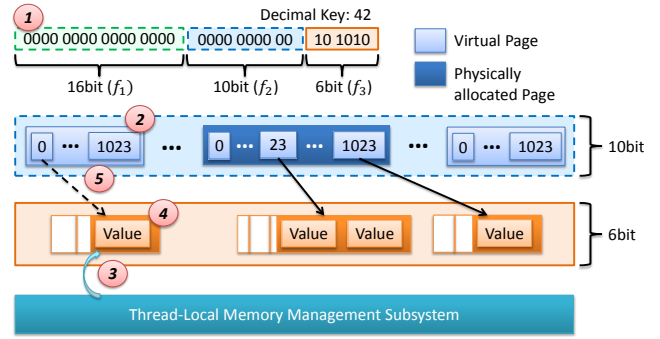 Decimal Key: 42
1
0000 0000 0000 0000 0000 0000 00 10 1010
16bit (f₁) 10bit (f₂) 6bit (f₃)
Virtual Page
Physically
allocated Page
2
0 ••• 1023 ••• 0 ••• 23 ••• 1023 ••• 0 ••• 1023
10bit
5
4
Value Value Value Value
6bit
3
Thread-Local Memory Management Subsystem